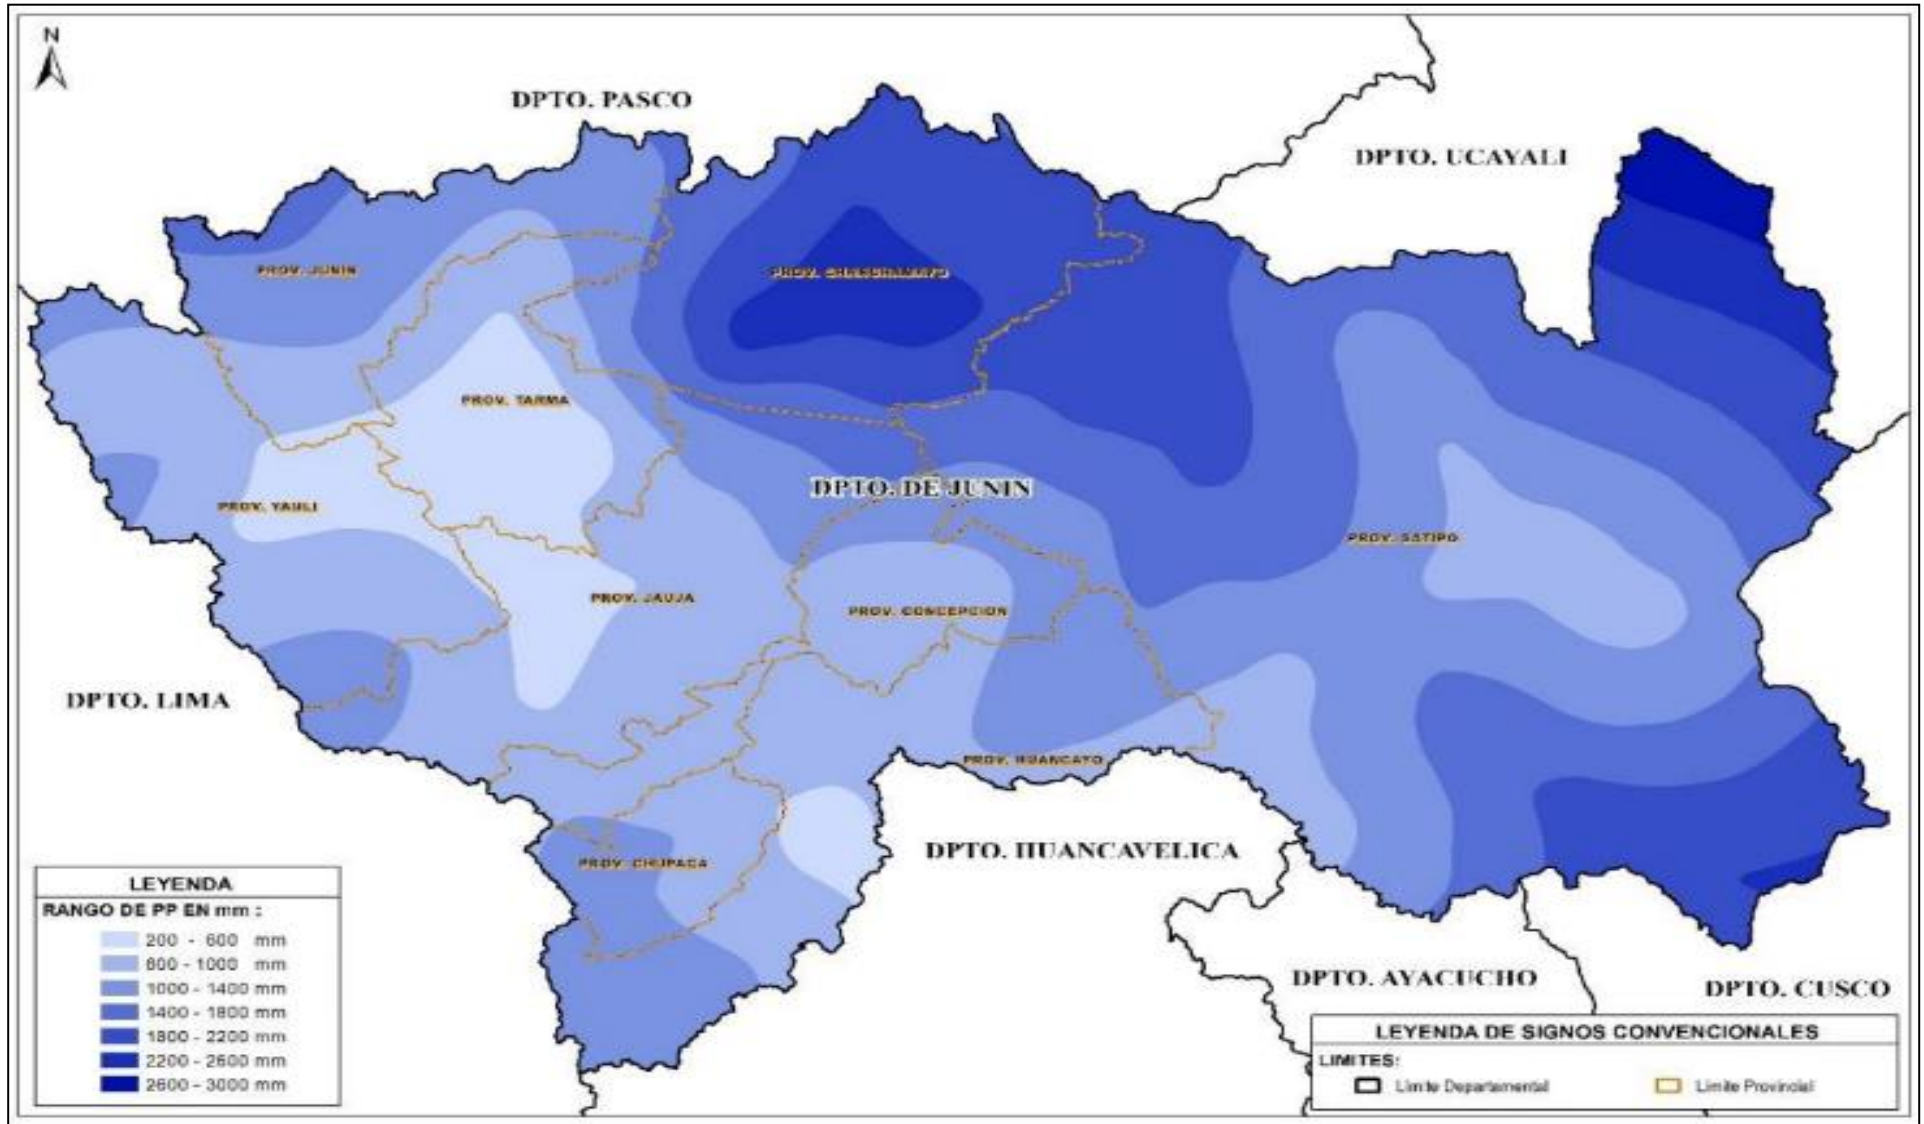 N
DPTO. PASCO
DPTO. UCAYALI
PROV. JUNIN
PROV. CHANCHAMAYO
PROV. TARMA
DPTO. DE JUNIN
PROV. YAULI
PROV. SATIPO
PROV. JAUJA
PROV. CONCEPCION
DPTO. LIMA
PROV. HUANCAYO
DPTO. HUANCAVELICA
PROV. CHUPACA
DPTO. AYACUCHO
DPTO. CUSCO
LEYENDA
RANGO DE PP EN mm :
200 - 600 mm
600 - 1000 mm
1000 - 1400 mm
1400 - 1800 mm
1800 - 2200 mm
2200 - 2600 mm
2600 - 3000 mm
LEYENDA DE SIGNOS CONVENCIONALES
LIMITES:
Limite Departamental
Limite Provincial